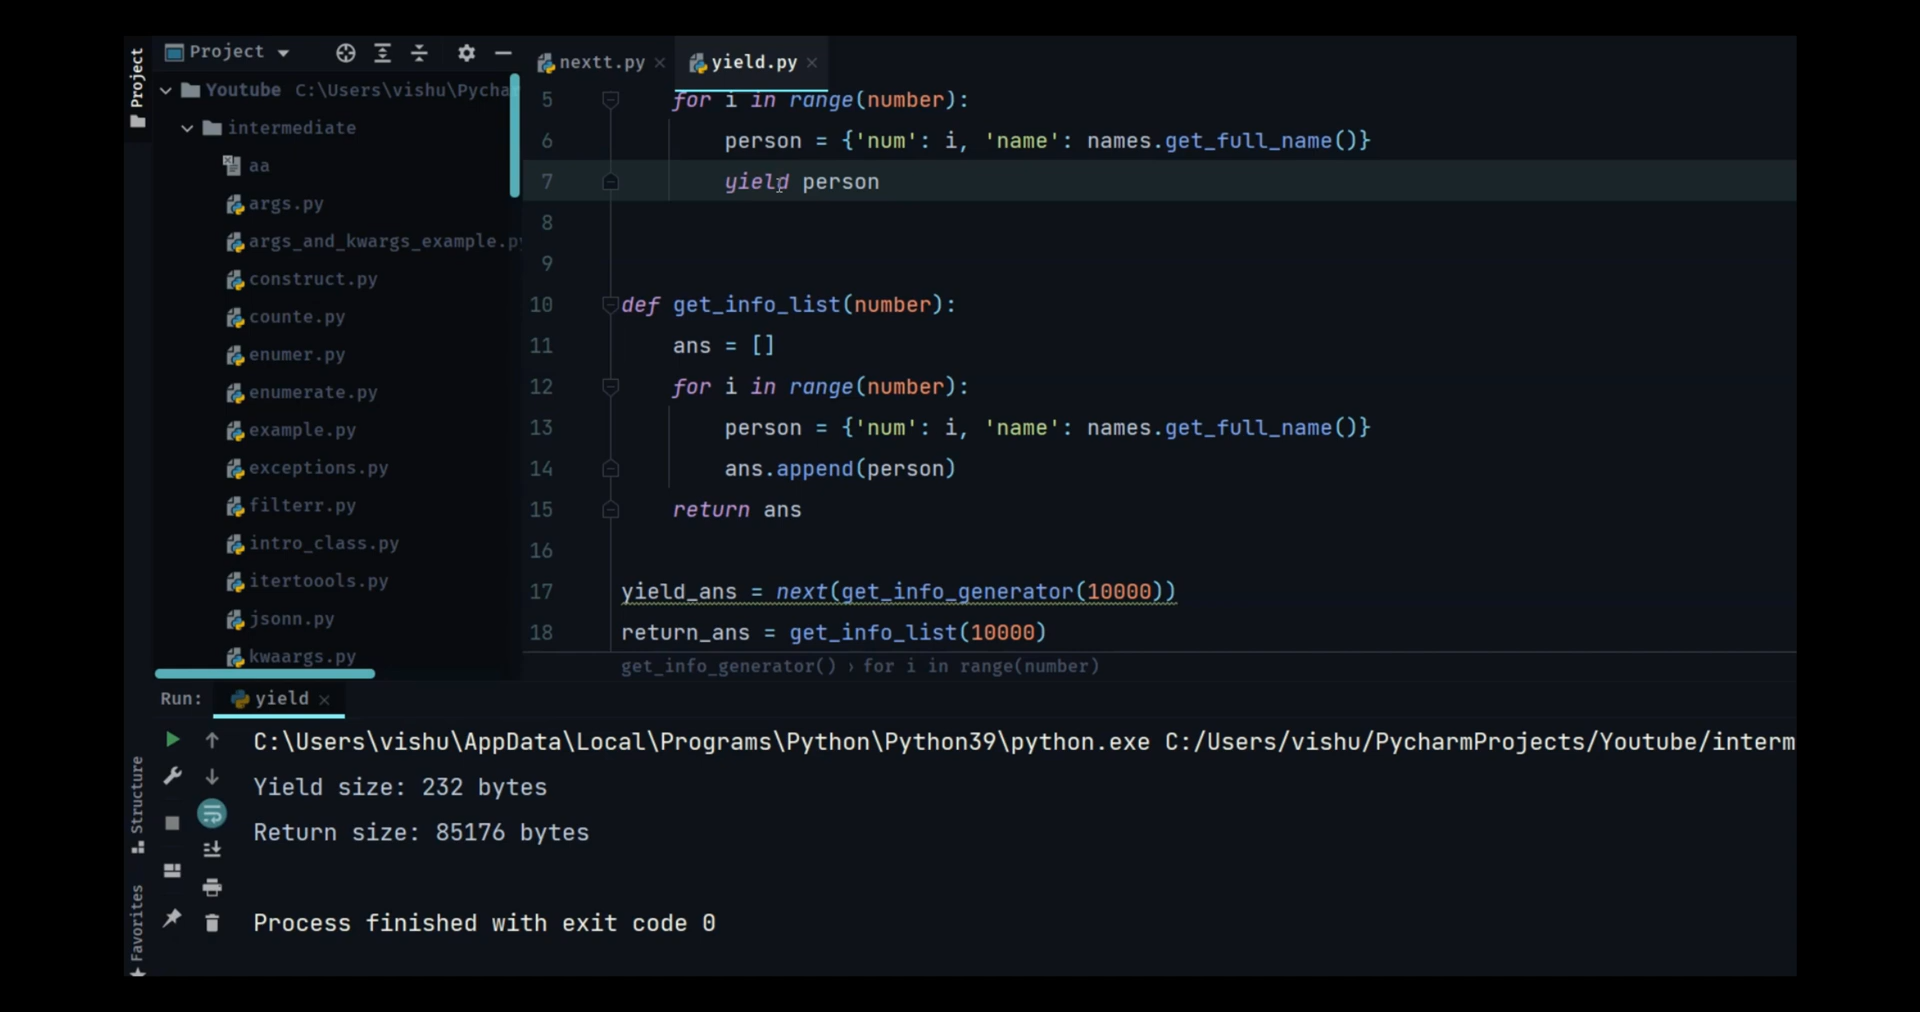 Project
Project
Youtube C:\Users\vishu\Pycha
intermediate
aa
args.py
args_and_kwargs_example.py
construct.py
counte.py
enumer.py
enumerate.py
example.py
exceptions.py
filterr.py
intro_class.py
itertoools.py
jsonn.py
kwaargs.py
nextt.py
yield.py
5 for i in range(number):
6 person = {'num': i, 'name': names.get_full_name()}
7 yield person
8
9
10 def get_info_list(number):
11 ans = []
12 for i in range(number):
13 person = {'num': i, 'name': names.get_full_name()}
14 ans.append(person)
15 return ans
16
17 yield_ans = next(get_info_generator(10000))
18 return_ans = get_info_list(10000)
get_info_generator() › for i in range(number)
Run: yield
C:\Users\vishu\AppData\Local\Programs\Python\Python39\python.exe C:/Users/vishu/PycharmProjects/Youtube/interm
Yield size: 232 bytes
Return size: 85176 bytes
Process finished with exit code 0
Structure
Favorites